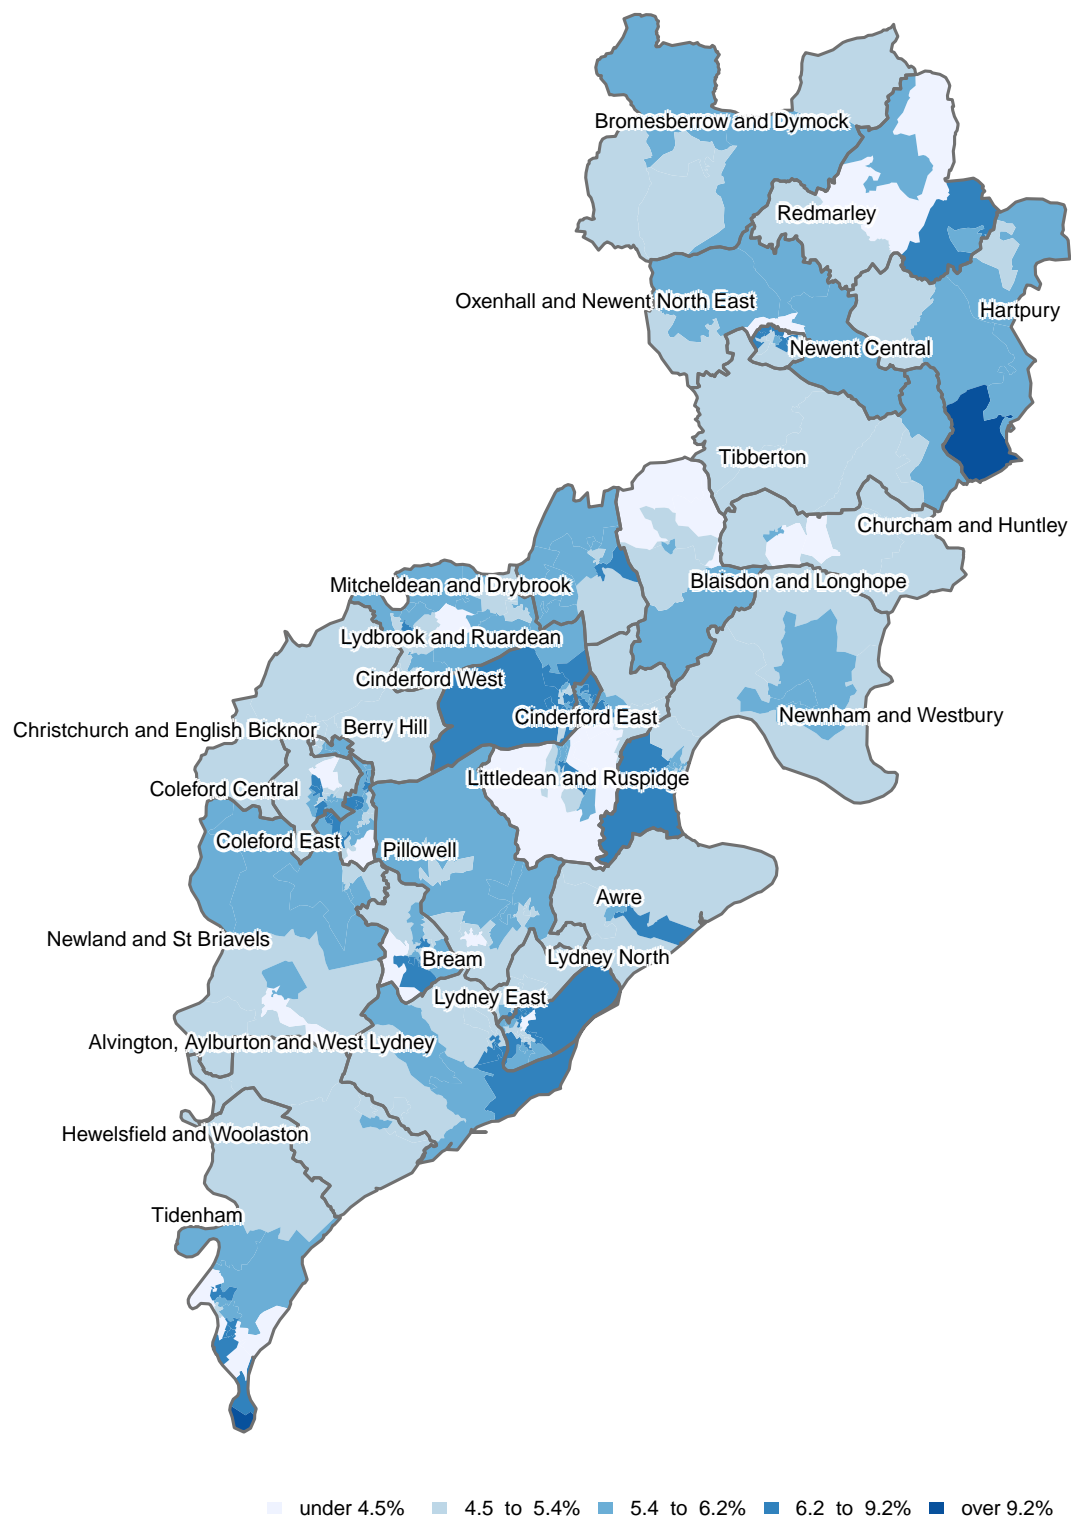 Bromesberrow and Dymock
Redmarley
Oxenhall and Newent North East
Hartpury
Newent Central
Tibberton
Churcham and Huntley
Mitcheldean and Drybrook
Blaisdon and Longhope
Lydbrook and Ruardean
Cinderford West
Cinderford East
Newnham and Westbury
Christchurch and English Bicknor
Berry Hill
Littledean and Ruspidge
Coleford Central
Coleford East
Pillowell
Awre
Newland and St Briavels
Bream
Lydney North
Lydney East
Alvington, Aylburton and West Lydney
Hewelsfield and Woolaston
Tidenham
under 4.5% 4.5 to 5.4% 5.4 to 6.2% 6.2 to 9.2% over 9.2%